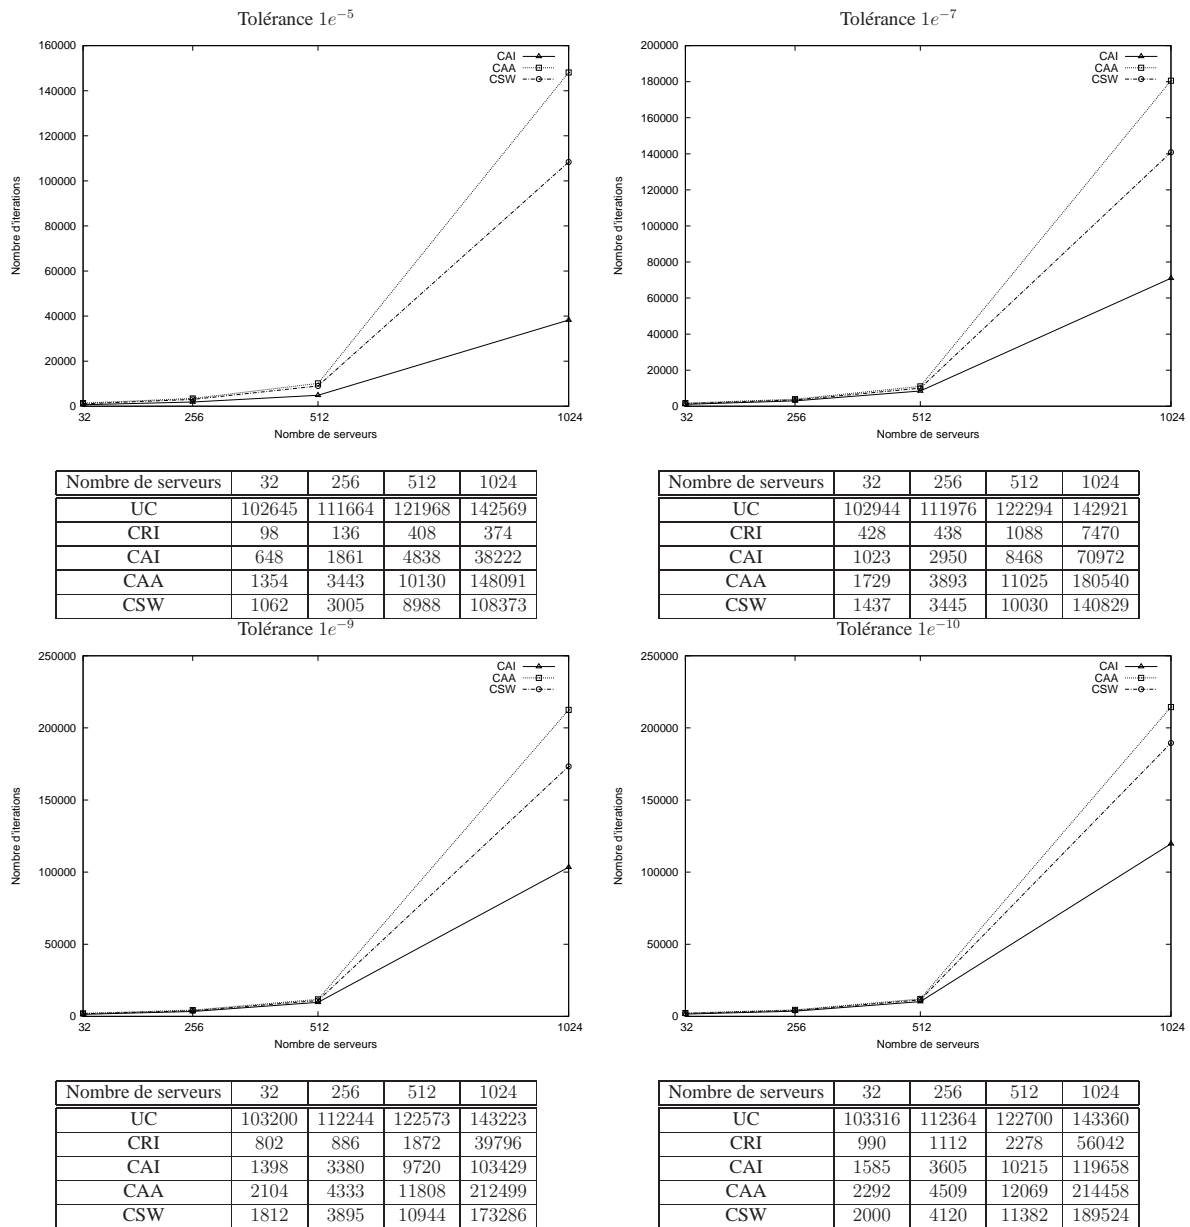 Tolérance 1e⁻⁵
160000
140000
120000
100000
80000
60000
40000
20000
0
32 256 512 1024
Nombre d'iterations
Nombre de serveurs
CAI
CAA
CSW
Nombre de serveurs 32 256 512 1024
UC 102645 111664 121968 142569
CRI 98 136 408 374
CAI 648 1861 4838 38222
CAA 1354 3443 10130 148091
CSW 1062 3005 8988 108373
Tolérance 1e⁻⁷
200000
180000
160000
140000
120000
100000
80000
60000
40000
20000
0
32 256 512 1024
Nombre d'iterations
Nombre de serveurs
CAI
CAA
CSW
Nombre de serveurs 32 256 512 1024
UC 102944 111976 122294 142921
CRI 428 438 1088 7470
CAI 1023 2950 8468 70972
CAA 1729 3893 11025 180540
CSW 1437 3445 10030 140829
Tolérance 1e⁻⁹
250000
200000
150000
100000
50000
0
32 256 512 1024
Nombre d'iterations
Nombre de serveurs
CAI
CAA
CSW
Nombre de serveurs 32 256 512 1024
UC 103200 112244 122573 143223
CRI 802 886 1872 39796
CAI 1398 3380 9720 103429
CAA 2104 4333 11808 212499
CSW 1812 3895 10944 173286
Tolérance 1e⁻¹⁰
250000
200000
150000
100000
50000
0
32 256 512 1024
Nombre d'iterations
Nombre de serveurs
CAI
CAA
CSW
Nombre de serveurs 32 256 512 1024
UC 103316 112364 122700 143360
CRI 990 1112 2278 56042
CAI 1585 3605 10215 119658
CAA 2292 4509 12069 214458
CSW 2000 4120 11382 189524